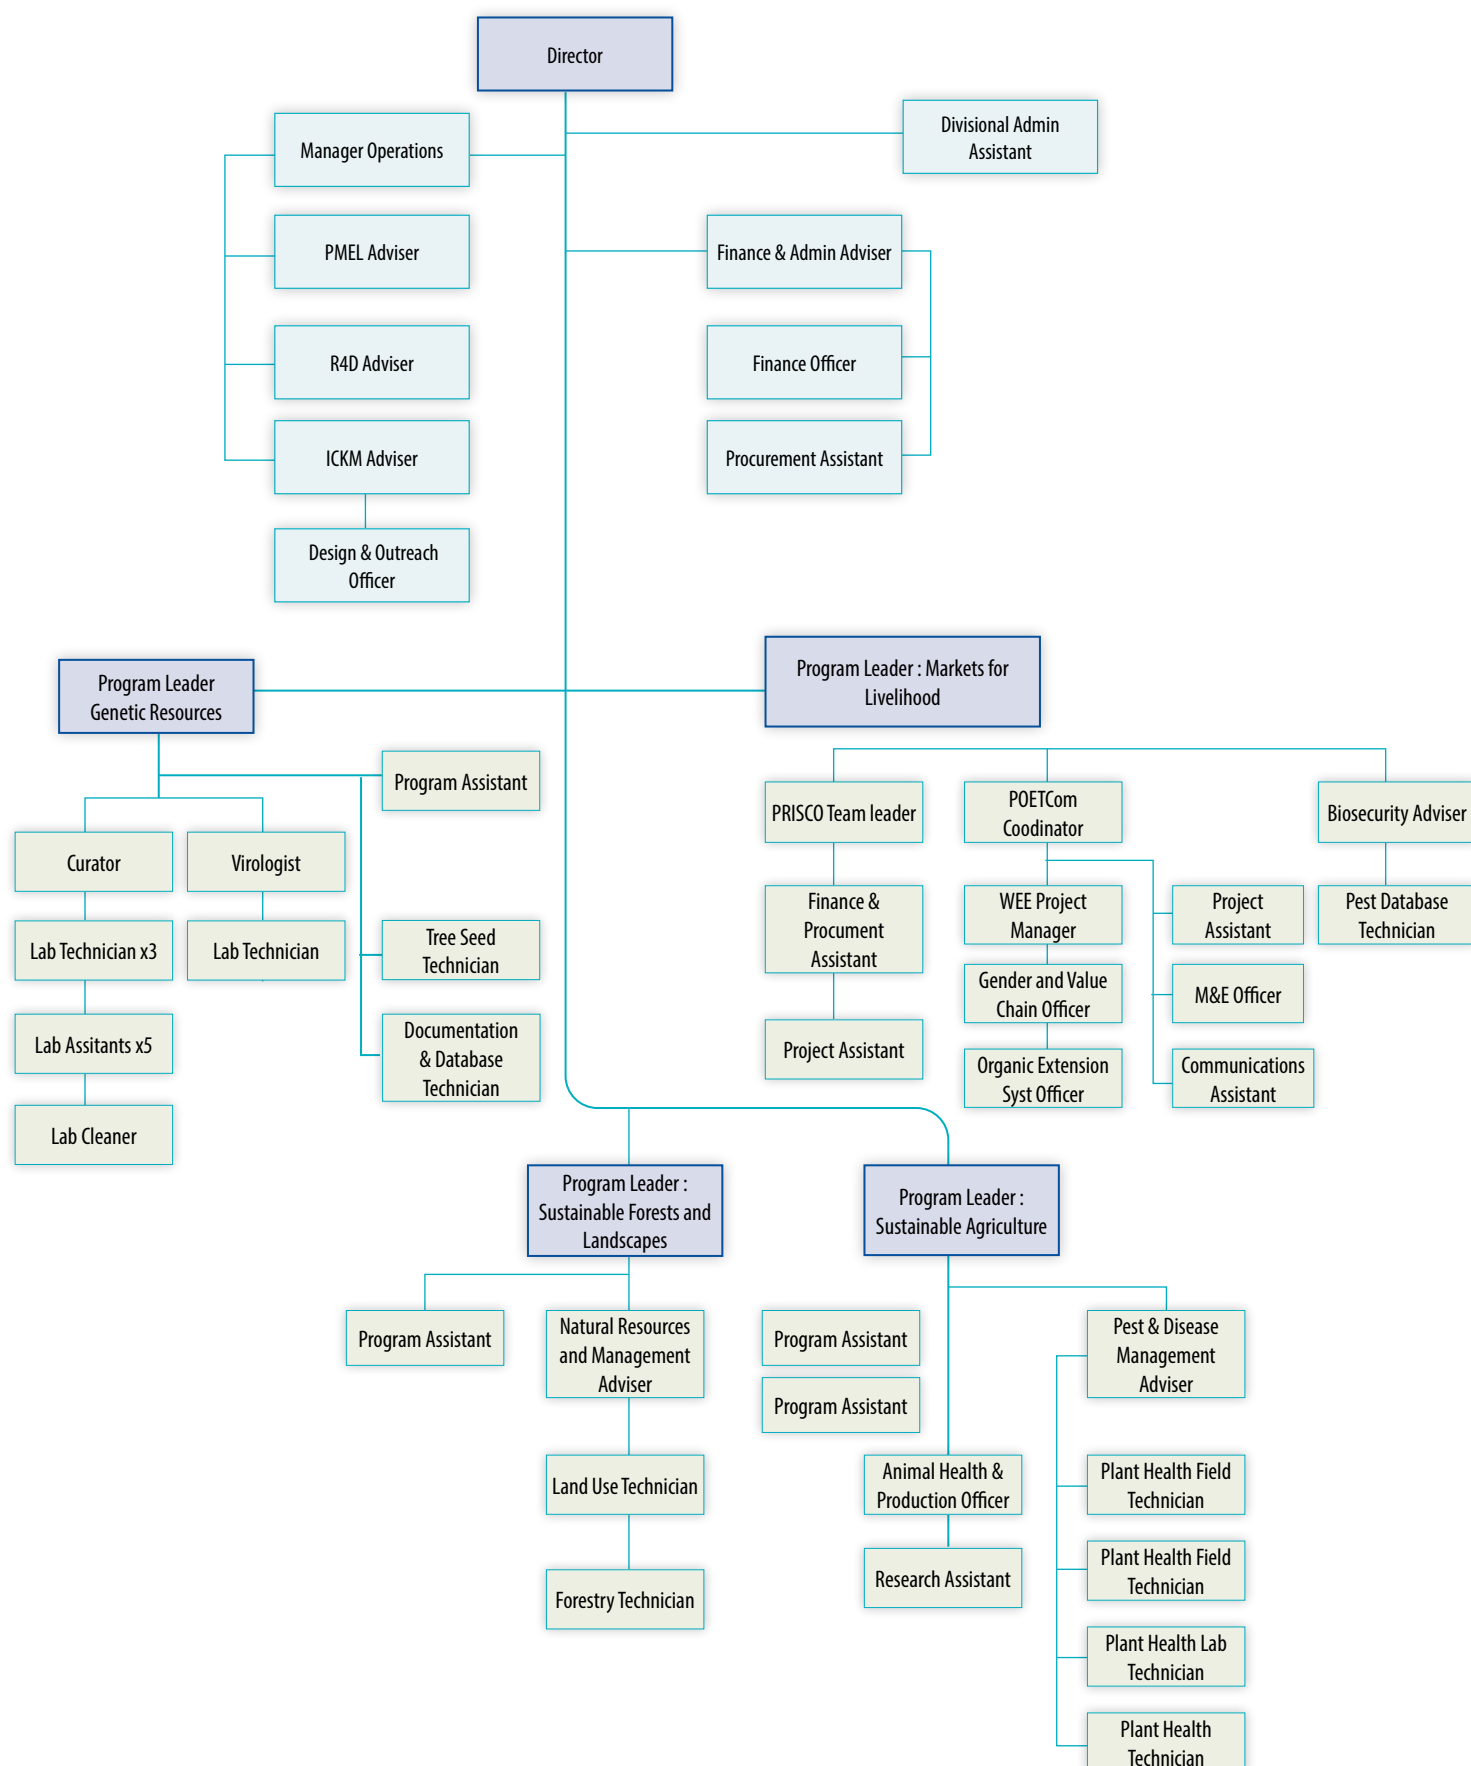 Director
Divisional Admin
Assistant
Manager Operations
PMEL Adviser
R4D Adviser
ICKM Adviser
Design & Outreach
Officer
Finance & Admin Adviser
Finance Officer
Procurement Assistant
Program Leader
Genetic Resources
Program Assistant
Curator
Virologist
Lab Technician x3
Lab Technician
Tree Seed
Technician
Lab Assitants x5
Documentation
& Database
Technician
Lab Cleaner
Program Leader : Markets for
Livelihood
PRISCO Team leader
Finance &
Procument
Assistant
Project Assistant
POETCom
Coodinator
WEE Project
Manager
Gender and Value
Chain Officer
Organic Extension
Syst Officer
Project
Assistant
M&E Officer
Communications
Assistant
Biosecurity Adviser
Pest Database
Technician
Program Leader :
Sustainable Forests and
Landscapes
Program Assistant
Natural Resources
and Management
Adviser
Land Use Technician
Forestry Technician
Program Leader :
Sustainable Agriculture
Program Assistant
Program Assistant
Animal Health &
Production Officer
Research Assistant
Pest & Disease
Management
Adviser
Plant Health Field
Technician
Plant Health Field
Technician
Plant Health Lab
Technician
Plant Health
Technician